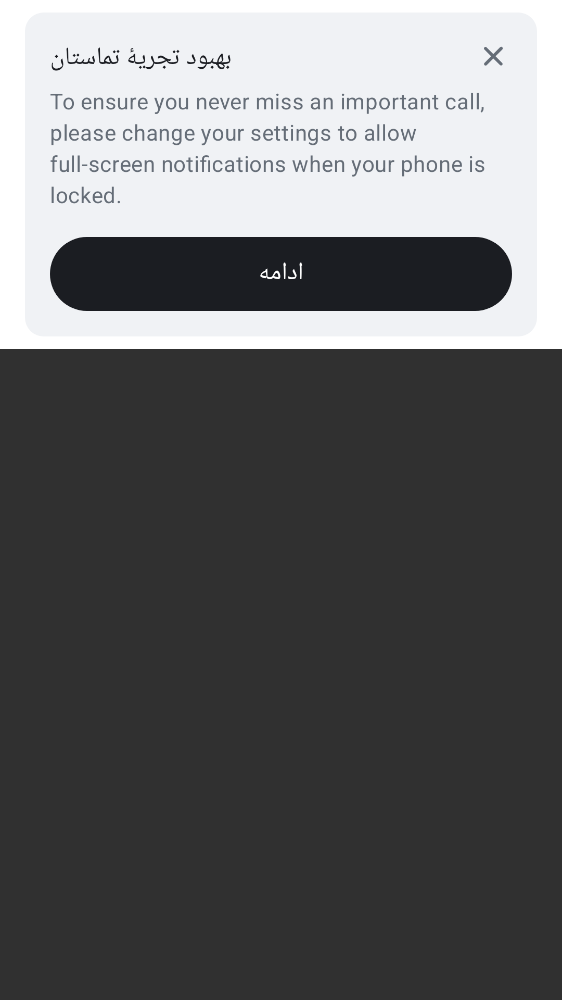 بهبود تجربهٔ تماستان
To ensure you never miss an important call,
please change your settings to allow
full-screen notifications when your phone is
locked.
ادامه